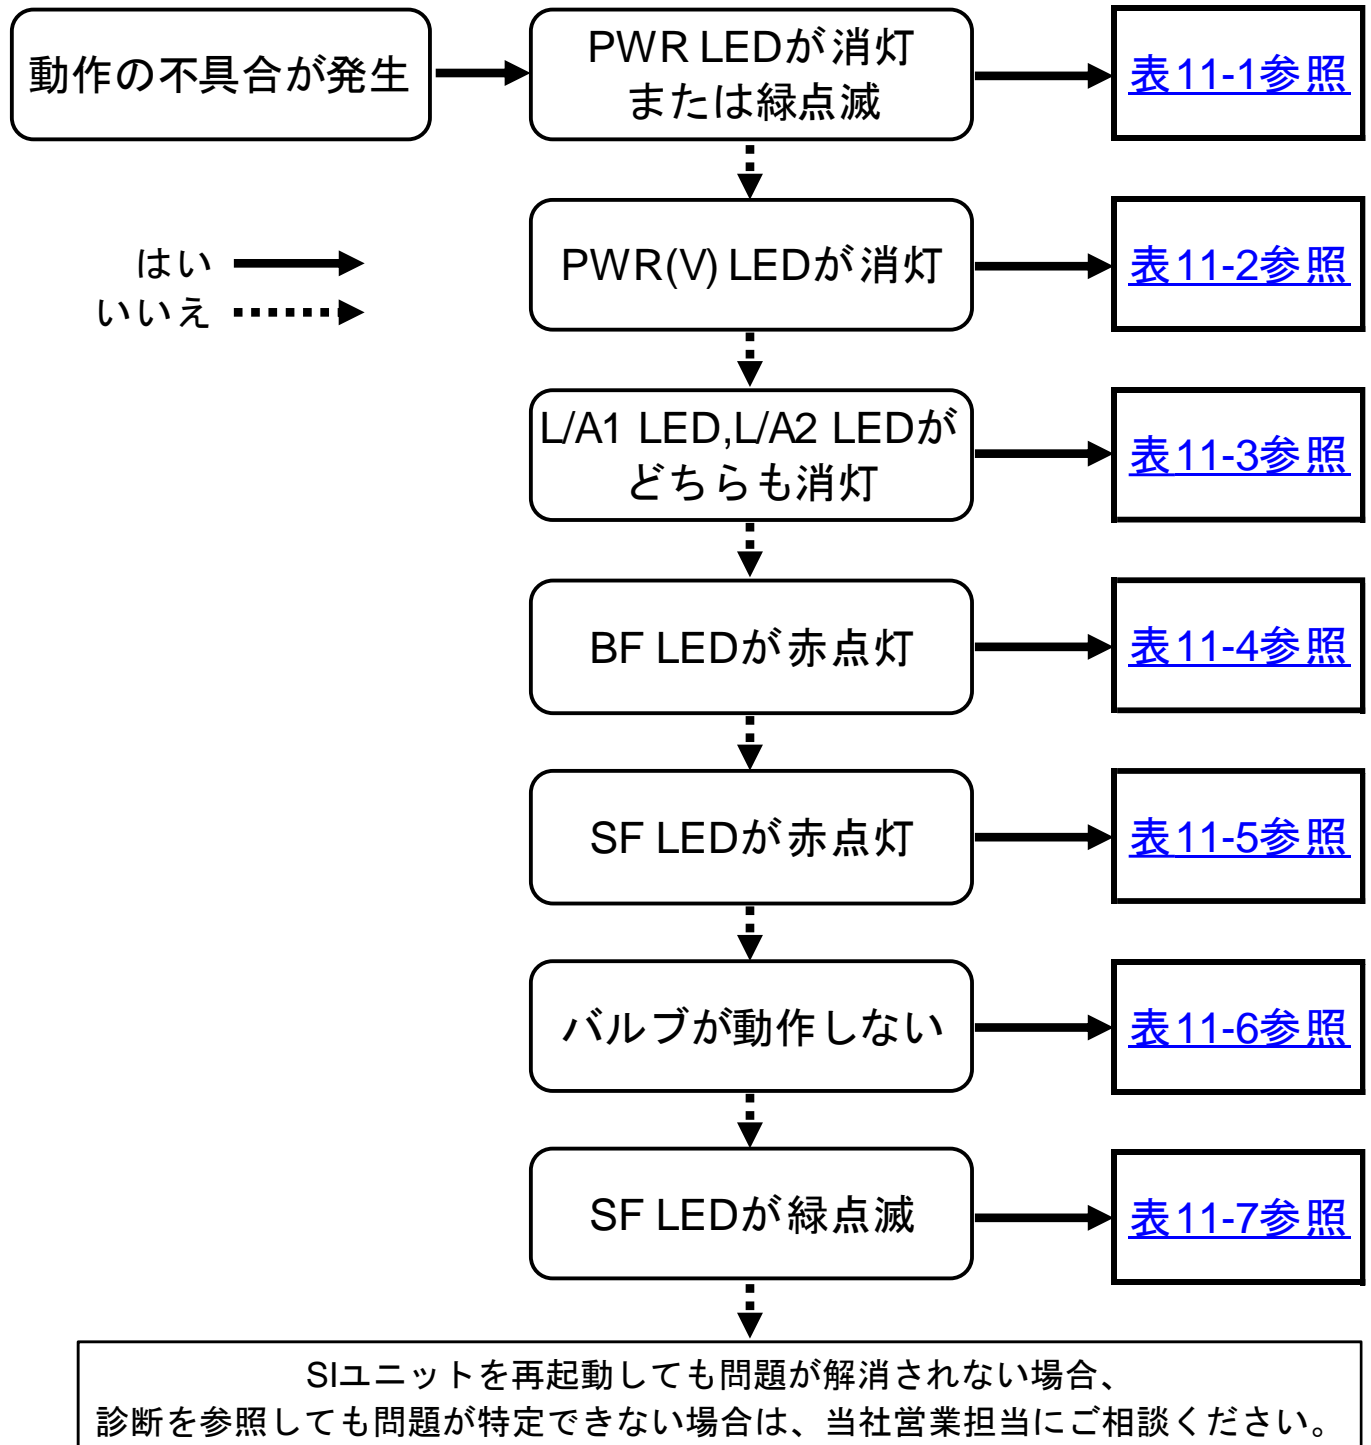 動作の不具合が発生
PWR LEDが消灯
または緑点滅
表11-1参照
はい
いいえ
PWR(V) LEDが消灯
表11-2参照
L/A1 LED,L/A2 LEDが
どちらも消灯
表11-3参照
BF LEDが赤点灯
表11-4参照
SF LEDが赤点灯
表11-5参照
バルブが動作しない
表11-6参照
SF LEDが緑点滅
表11-7参照
SIユニットを再起動しても問題が解消されない場合、
診断を参照しても問題が特定できない場合は、当社営業担当にご相談ください。